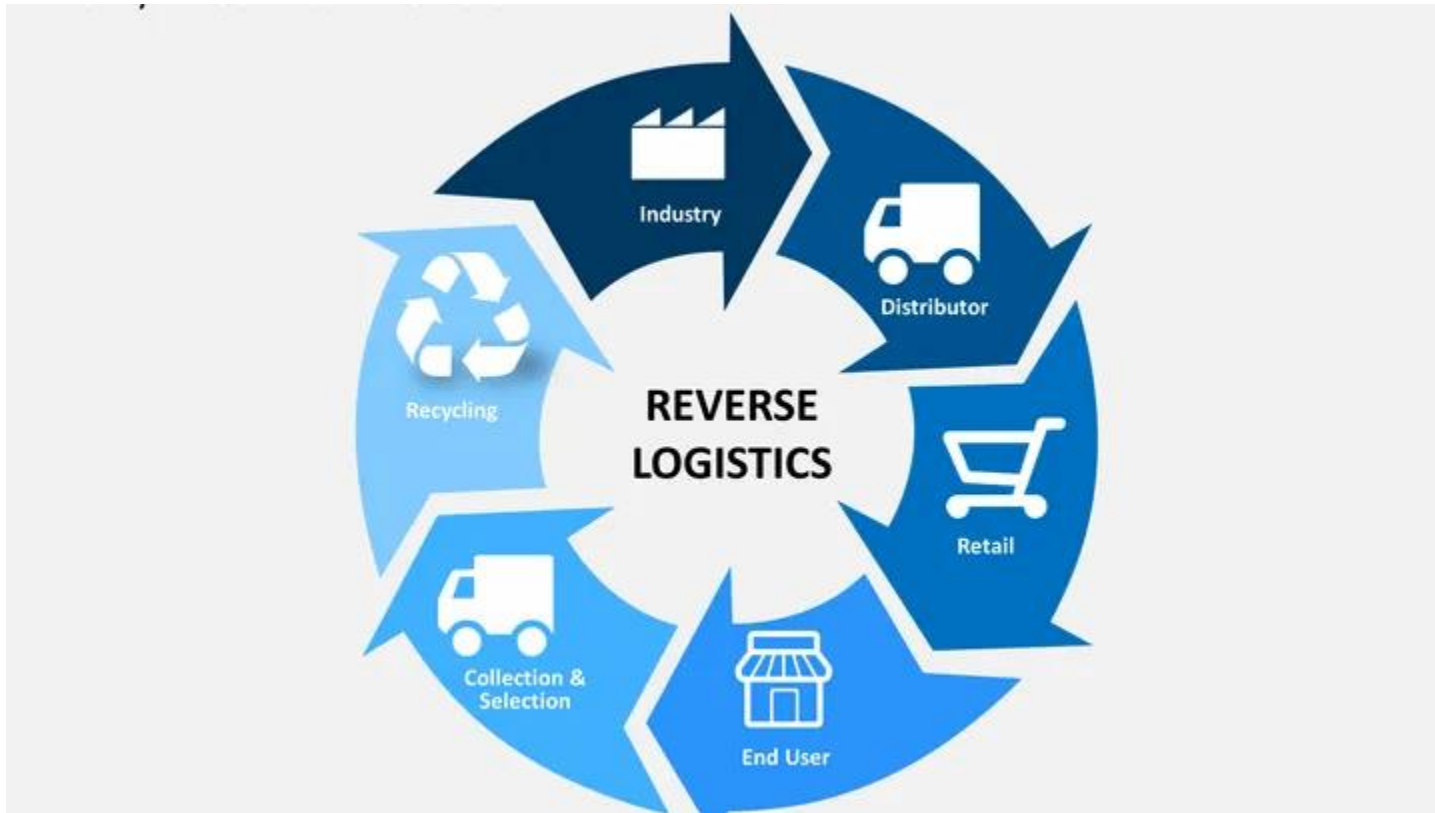 Industry
Distributor
Recycling
REVERSE
LOGISTICS
Retail
Collection &
Selection
End User